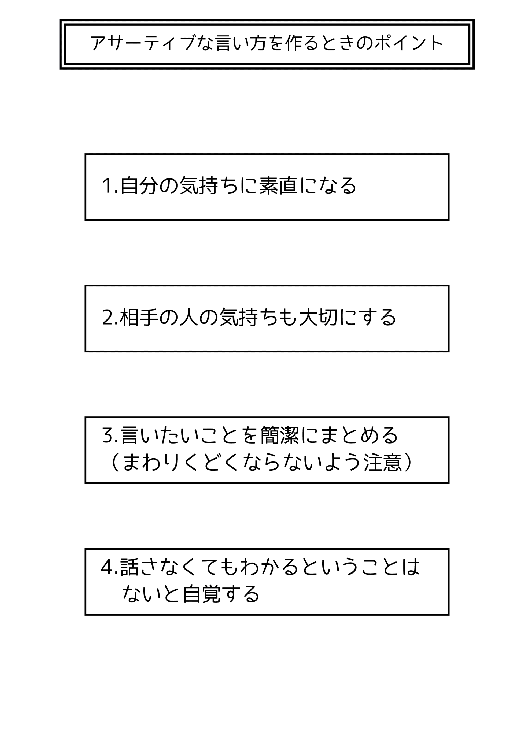 アサーティブな言い方を作るときのポイント
1.自分の気持ちに素直になる
2.相手の人の気持ちも大切にする
3.言いたいことを簡潔にまとめる
（まわりくどくならないよう注意）
4.話さなくてもわかるということは
ないと自覚する